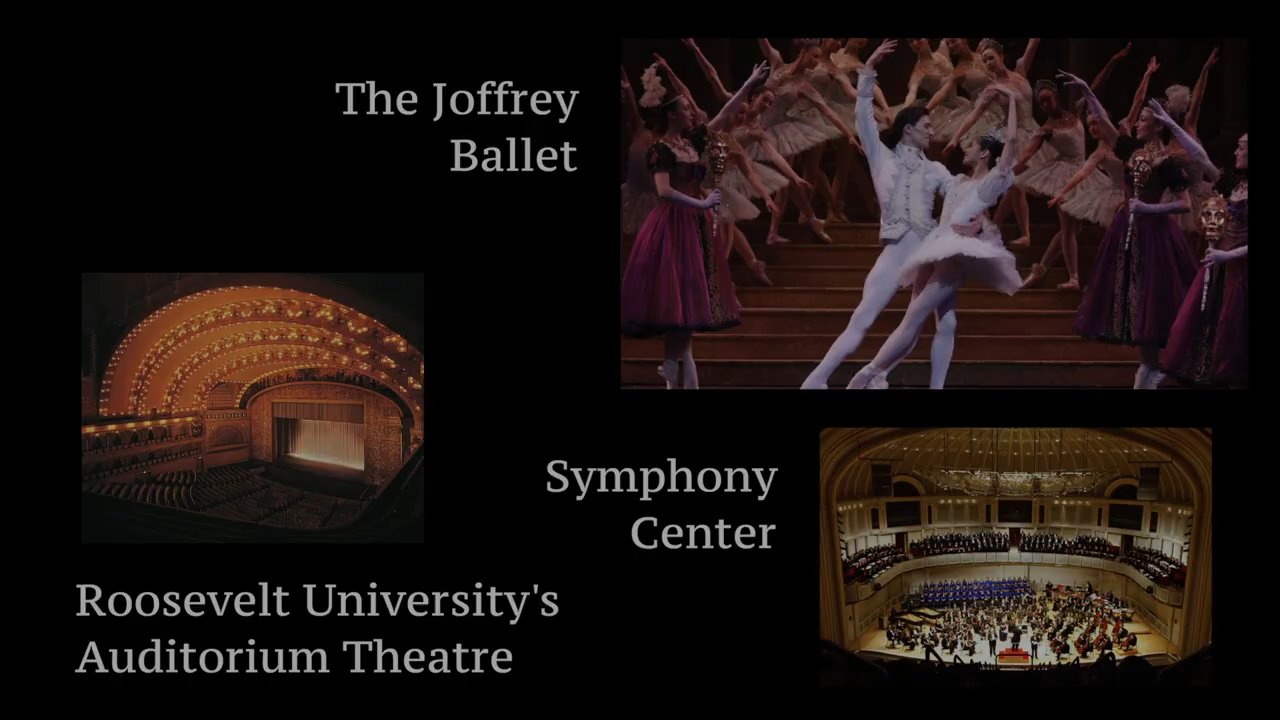 The Joffrey
Ballet
Symphony
Center
Roosevelt University's
Auditorium Theatre